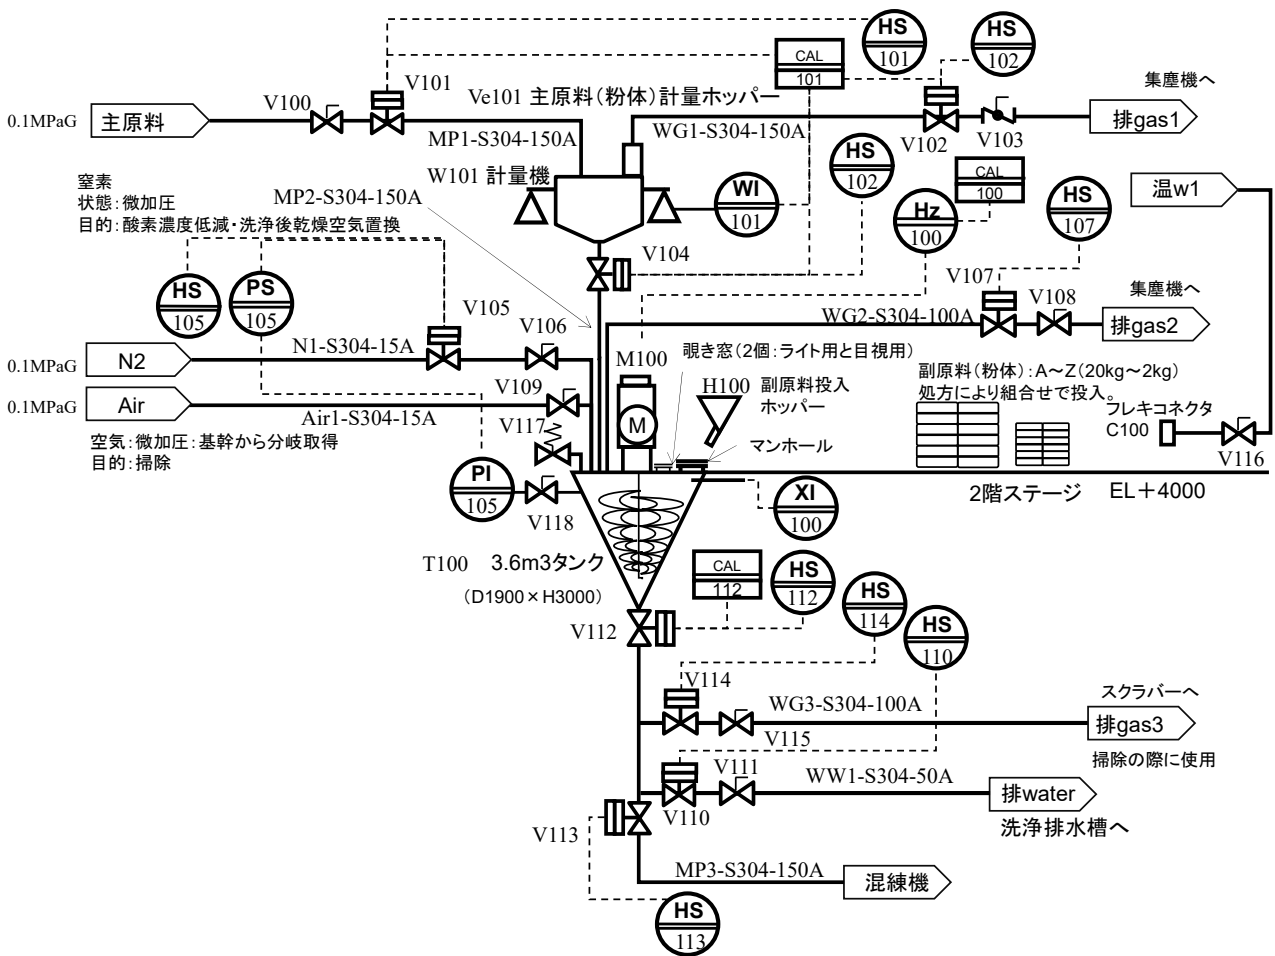 HS
101
CAL
101
HS
102
V100
V101
Ve101 主原料（粉体）計量ホッパー
集塵機へ
0.1MPaG
主原料
MP1-S304-150A
WG1-S304-150A
V102
V103
排gas1
W101 計量機
HS
102
CAL
100
温w1
窒素
状態：微加圧
目的：酸素濃度低減・洗浄後乾燥空気置換
MP2-S304-150A
WI
101
Hz
100
HS
107
V104
HS
105
PS
105
V105
V106
V107
V108
集塵機へ
WG2-S304-100A
排gas2
0.1MPaG
N2
N1-S304-15A
M100
覗き窓（2個：ライト用と目視用）
H100
副原料投入
ホッパー
副原料（粉体）：A～Z（20kg～2kg）
処方により組合せで投入。
0.1MPaG
Air
Air1-S304-15A
V109
V117
M
マンホール
フレキコネクタ
C100
V116
空気：微加圧：基幹から分岐取得
目的：掃除
PI
105
V118
XI
100
2階ステージ
EL＋4000
T100
3.6m3タンク
（D1900×H3000）
CAL
112
HS
112
HS
114
HS
110
V112
V114
WG3-S304-100A
スクラバーへ
排gas3
V115
掃除の際に使用
V111
WW1-S304-50A
排water
V110
洗浄排水槽へ
V113
MP3-S304-150A
混練機
HS
113